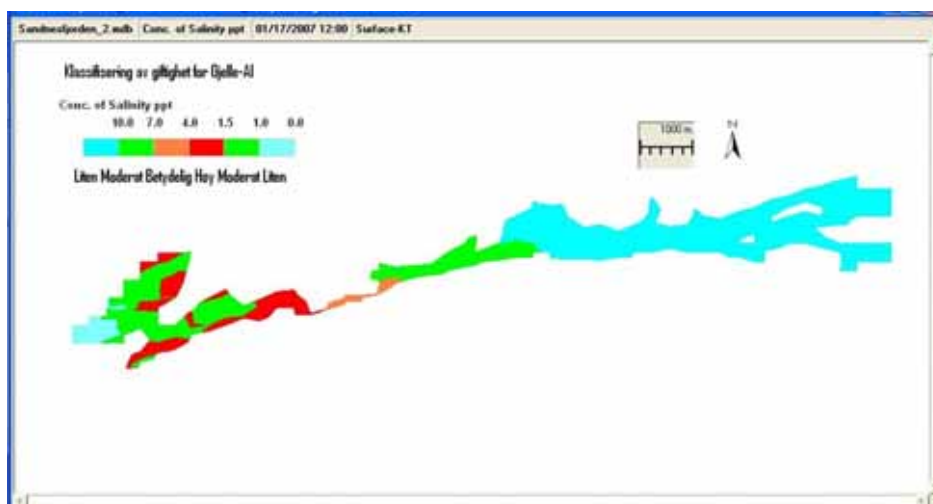 Sandnesfjorden_2.mdb Conc. of Salinity ppt 01/17/2007 12:00 Surface-KT
Klassifisering av giftighet for Gjelle-Al
Conc. of Salinity ppt
10.0 7.0 4.0 1.5 1.0 0.0
Liten Moderat Betydelig Høy Moderat Liten
1000 m
N